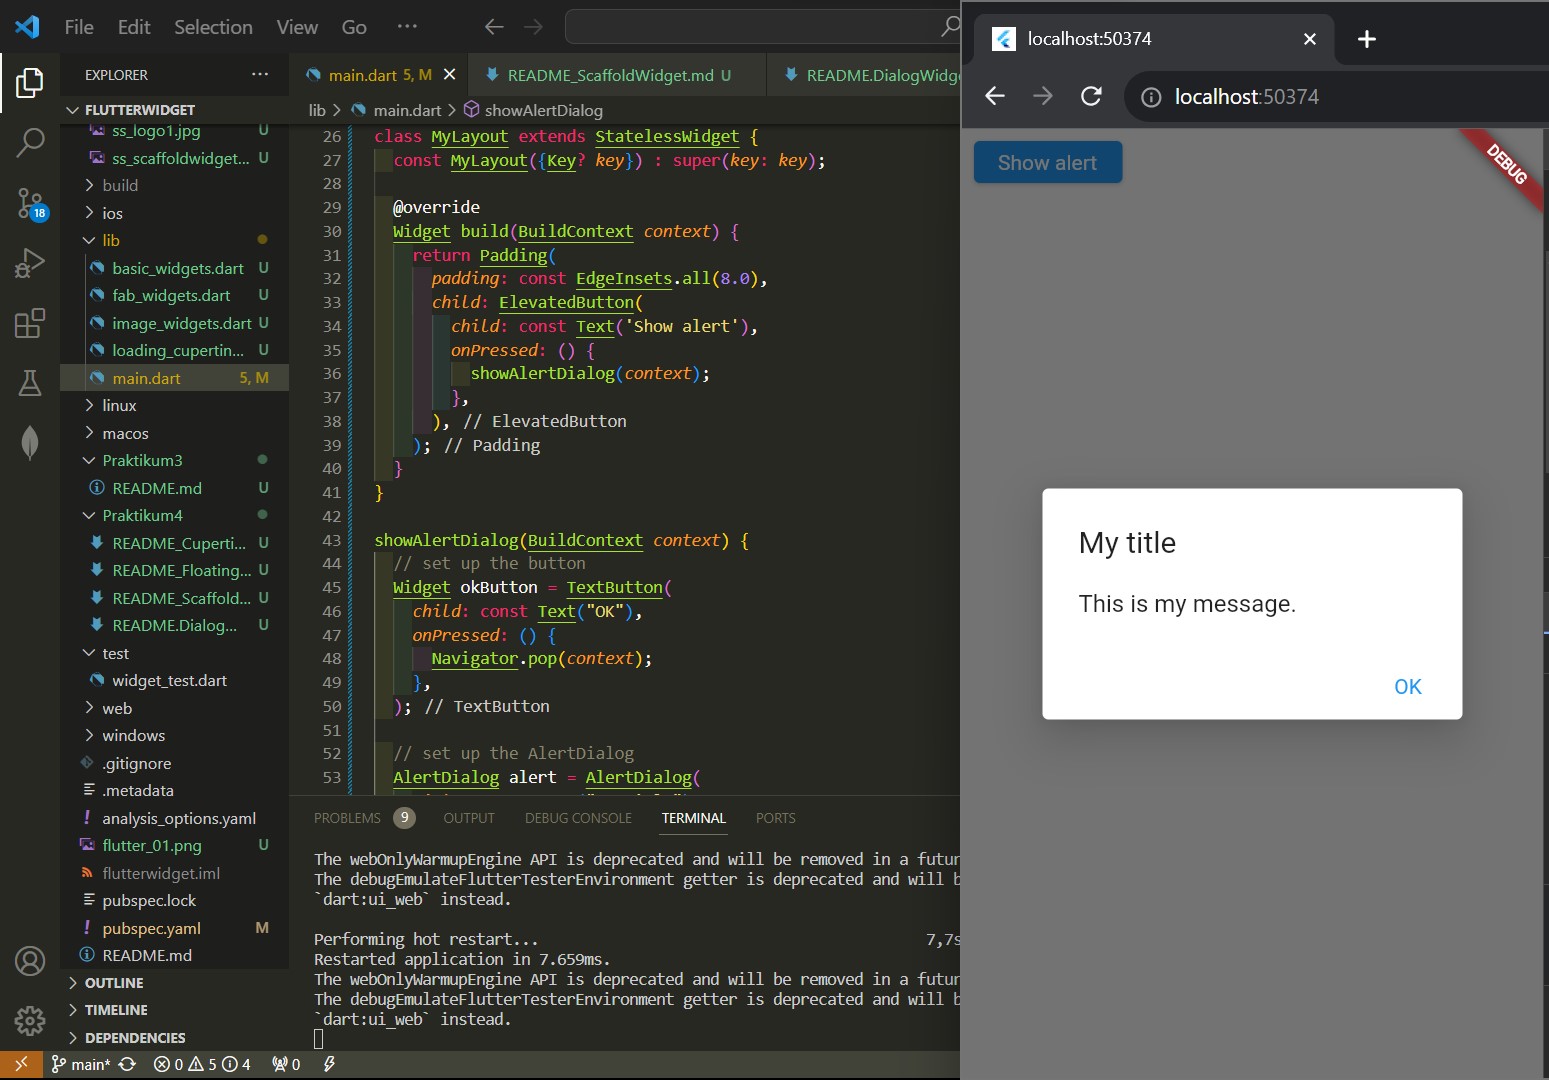 File Edit Selection View Go ···
EXPLORER ···
FLUTTERWIDGET
ss_logo1.jpg U
ss_scaffoldwidget... U
build
ios
lib
basic_widgets.dart U
fab_widgets.dart U
image_widgets.dart U
loading_cupertin... U
main.dart 5, M
linux
macos
Praktikum3
README.md U
Praktikum4
README_Cuperti... U
README_Floating... U
README_Scaffold... U
README.Dialog... U
test
widget_test.dart
web
windows
.gitignore
.metadata
analysis_options.yaml
flutter_01.png U
flutterwidget.iml
pubspec.lock
pubspec.yaml M
README.md
OUTLINE
TIMELINE
DEPENDENCIES
18
main.dart 5, M README_ScaffoldWidget.md U README.DialogWidg
lib > main.dart > showAlertDialog
26 class MyLayout extends StatelessWidget {
27 const MyLayout({Key? key}) : super(key: key);
28
29 @override
30 Widget build(BuildContext context) {
31 return Padding(
32 padding: const EdgeInsets.all(8.0),
33 child: ElevatedButton(
34 child: const Text('Show alert'),
35 onPressed: () {
36 showAlertDialog(context);
37 },
38 ), // ElevatedButton
39 ); // Padding
40 }
41 }
42
43 showAlertDialog(BuildContext context) {
44 // set up the button
45 Widget okButton = TextButton(
46 child: const Text("OK"),
47 onPressed: () {
48 Navigator.pop(context);
49 },
50 ); // TextButton
51
52 // set up the AlertDialog
53 AlertDialog alert = AlertDialog(
PROBLEMS 9 OUTPUT DEBUG CONSOLE TERMINAL PORTS
The webOnlyWarmupEngine API is deprecated and will be removed in a futur
The debugEmulateFlutterTesterEnvironment getter is deprecated and will b
`dart:ui_web` instead.
Performing hot restart... 7,7s
Restarted application in 7.659ms.
The webOnlyWarmupEngine API is deprecated and will be removed in a futur
The debugEmulateFlutterTesterEnvironment getter is deprecated and will b
`dart:ui_web` instead.
main* 0 5 4 0
localhost:50374
localhost:50374
Show alert
DEBUG
My title
This is my message.
OK